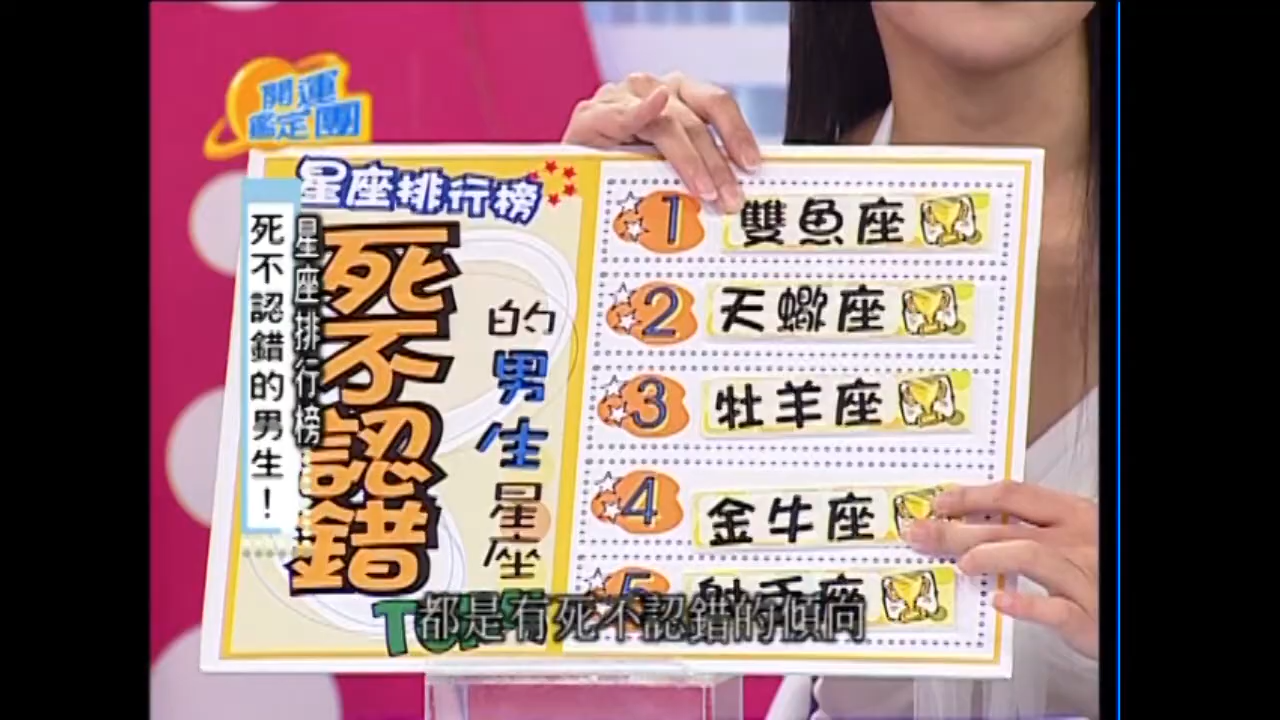 開運
鑑定團
星座排行榜
死不認錯的男生！
星座排行榜
死不認錯
的男生星座
1 雙魚座
2 天蠍座
3 牡羊座
4 金牛座
5 射手座
都是有死不認錯的傾向